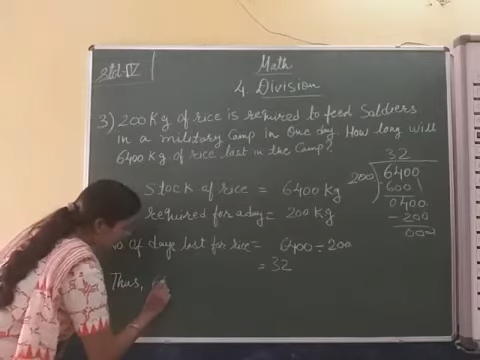 Std-IV
Math
4. Division
3) 200 Kg of rice is required to feed Soldiers
in a military Camp in One day. How long will
6400 Kg of rice last in the Camp?
Stock of rice = 6400 Kg
required for a day = 200 Kg
No of days last for rice = 6400 ÷ 200
= 32
Thus,
32
200 6400
600
0400
- 200
000